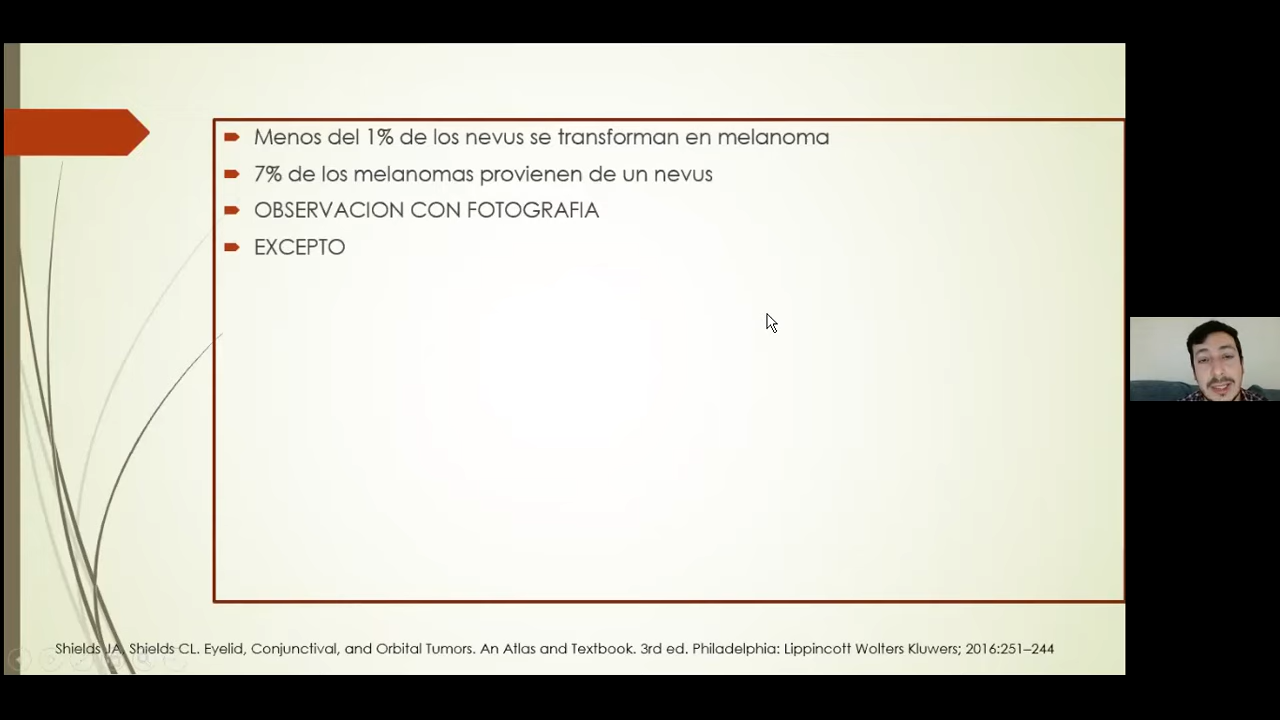 Menos del 1% de los nevus se transforman en melanoma
7% de los melanomas provienen de un nevus
OBSERVACION CON FOTOGRAFIA
EXCEPTO
Shields JA, Shields CL. Eyelid, Conjunctival, and Orbital Tumors. An Atlas and Textbook. 3rd ed. Philadelphia: Lippincott Wolters Kluwers; 2016:251–244